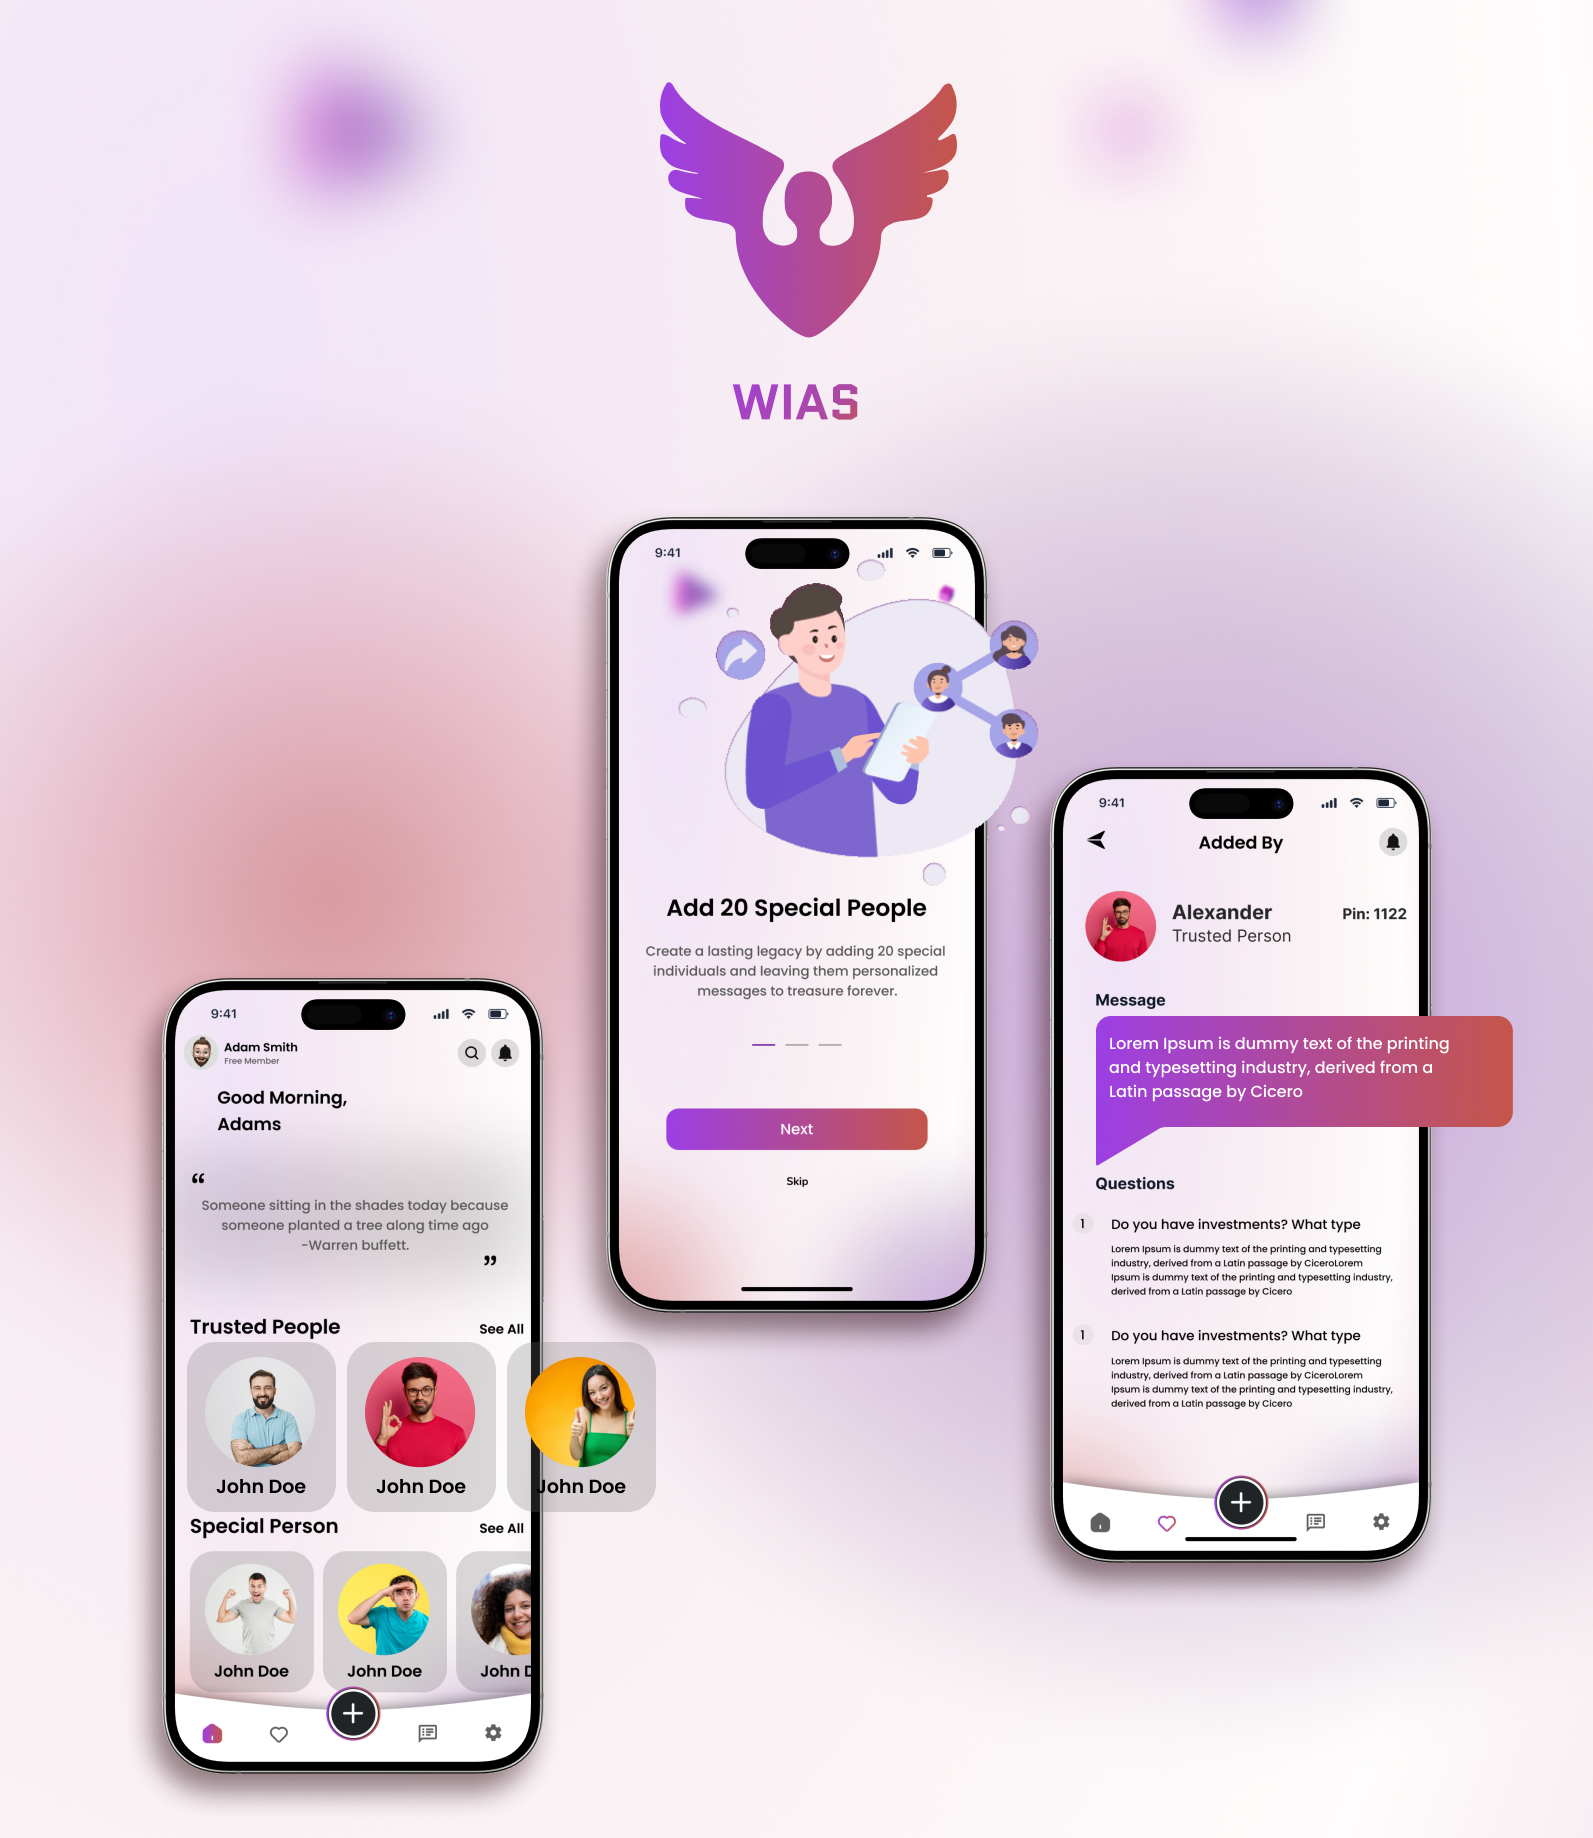 WIAS
9:41
Add 20 Special People
Create a lasting legacy by adding 20 special
individuals and leaving them personalized
messages to treasure forever.
Next
Skip
9:41
Added By
Alexander
Pin: 1122
Trusted Person
Message
Lorem Ipsum is dummy text of the printing
and typesetting industry, derived from a
Latin passage by Cicero
Questions
1 Do you have investments? What type
Lorem Ipsum is dummy text of the printing and typesetting
industry, derived from a Latin passage by CiceroLorem
Ipsum is dummy text of the printing and typesetting industry,
derived from a Latin passage by Cicero
1 Do you have investments? What type
Lorem Ipsum is dummy text of the printing and typesetting
industry, derived from a Latin passage by CiceroLorem
Ipsum is dummy text of the printing and typesetting industry,
derived from a Latin passage by Cicero
9:41
Adam Smith
Free Member
Good Morning,
Adams
“
Someone sitting in the shades today because
someone planted a tree along time ago
-Warren buffett.
”
Trusted People See All
John Doe John Doe John Doe
Special Person See All
John Doe John Doe John D